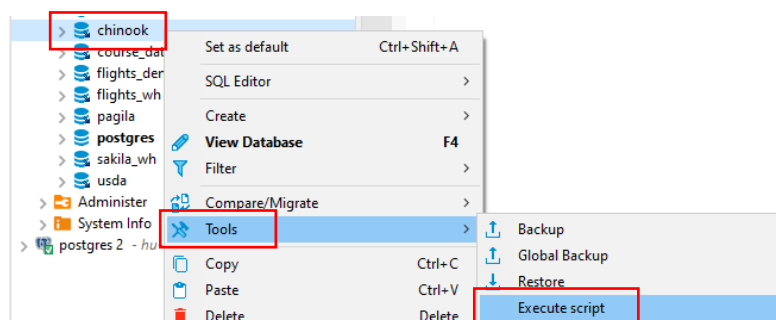 chinook
course_dat
flights_der
flights_wh
pagila
postgres
sakila_wh
usda
Administer
System Info
postgres 2 - hu
Set as default Ctrl+Shift+A
SQL Editor
Create
View Database F4
Filter
Compare/Migrate
Tools
Copy Ctrl+C
Paste Ctrl+V
Delete Delete
Backup
Global Backup
Restore
Execute script